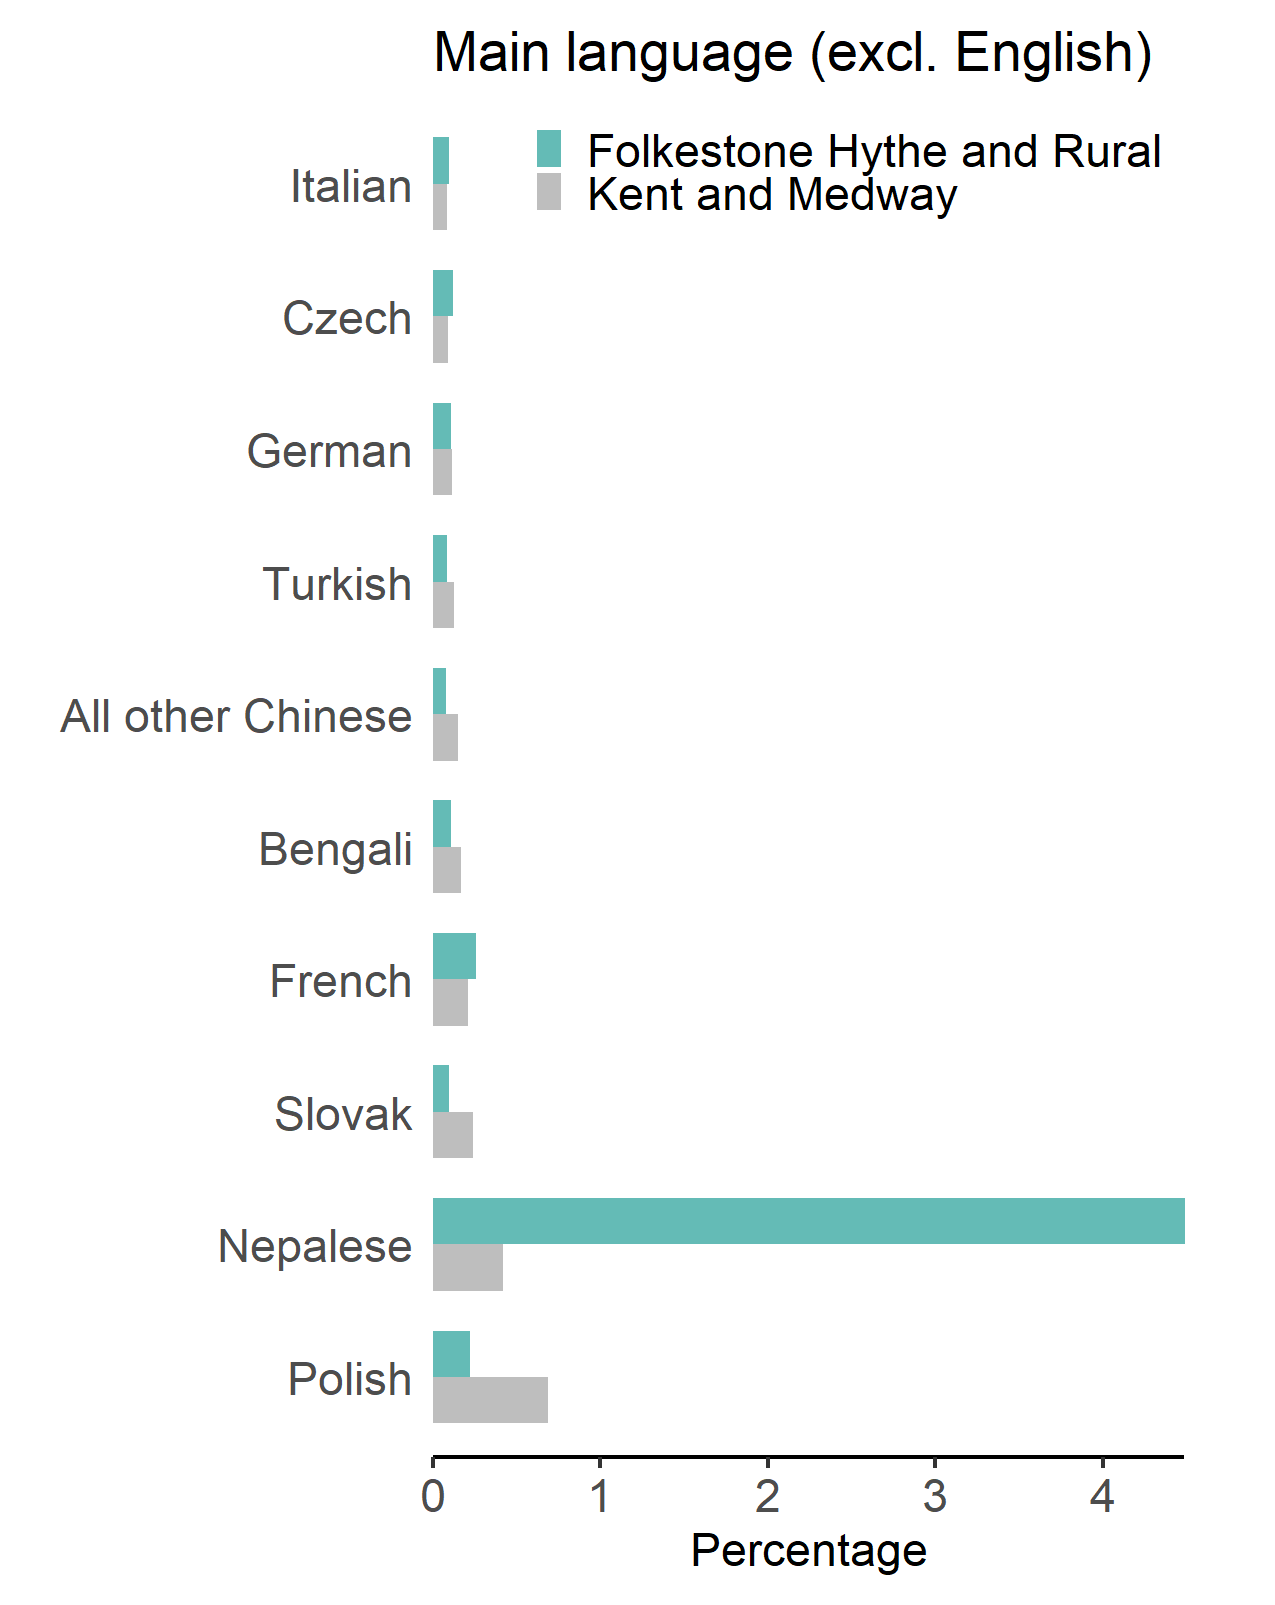 Main language (excl. English)
Folkestone Hythe and Rural
Kent and Medway
Italian
Czech
German
Turkish
All other Chinese
Bengali
French
Slovak
Nepalese
Polish
0 1 2 3 4
Percentage